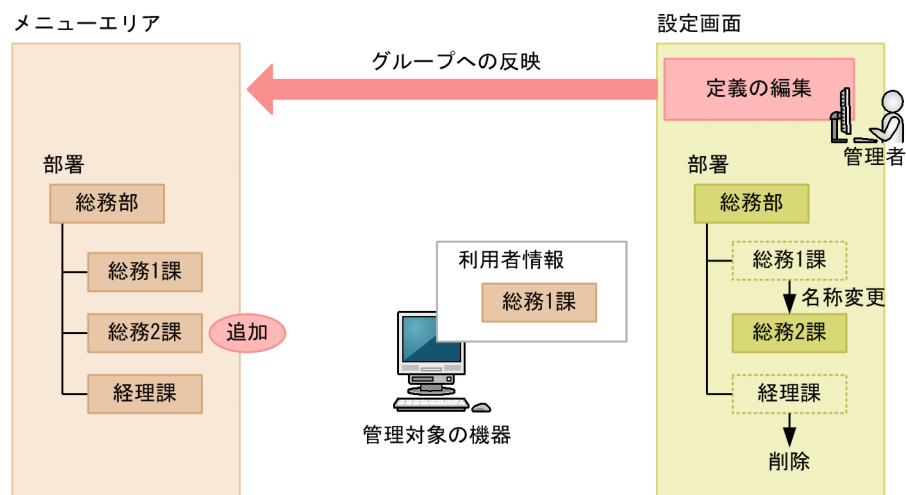 メニューエリア
設定画面
グループへの反映
定義の編集
管理者
部署
総務部
総務1課
総務2課
追加
経理課
利用者情報
総務1課
管理対象の機器
部署
総務部
総務1課
名称変更
総務2課
経理課
削除